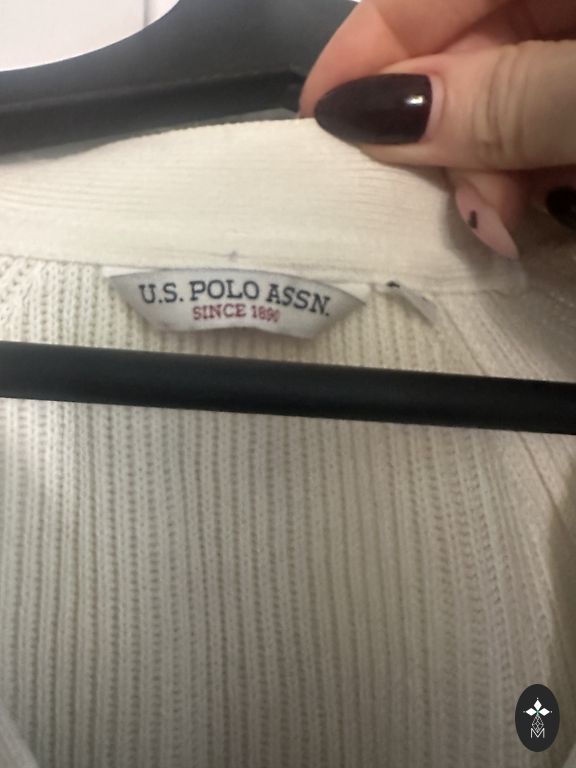 U.S. POLO ASSN.
SINCE 1890
M